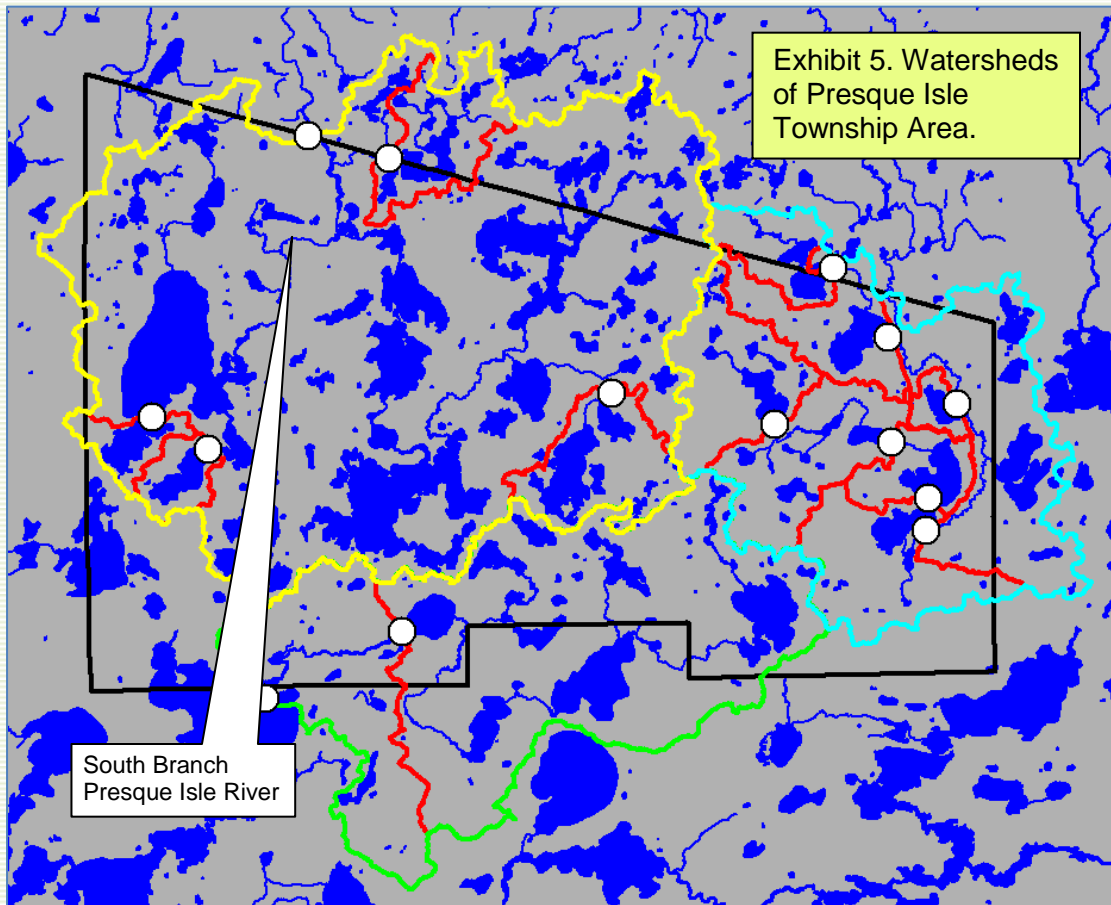 Exhibit 5. Watersheds
of Presque Isle
Township Area.
South Branch
Presque Isle River